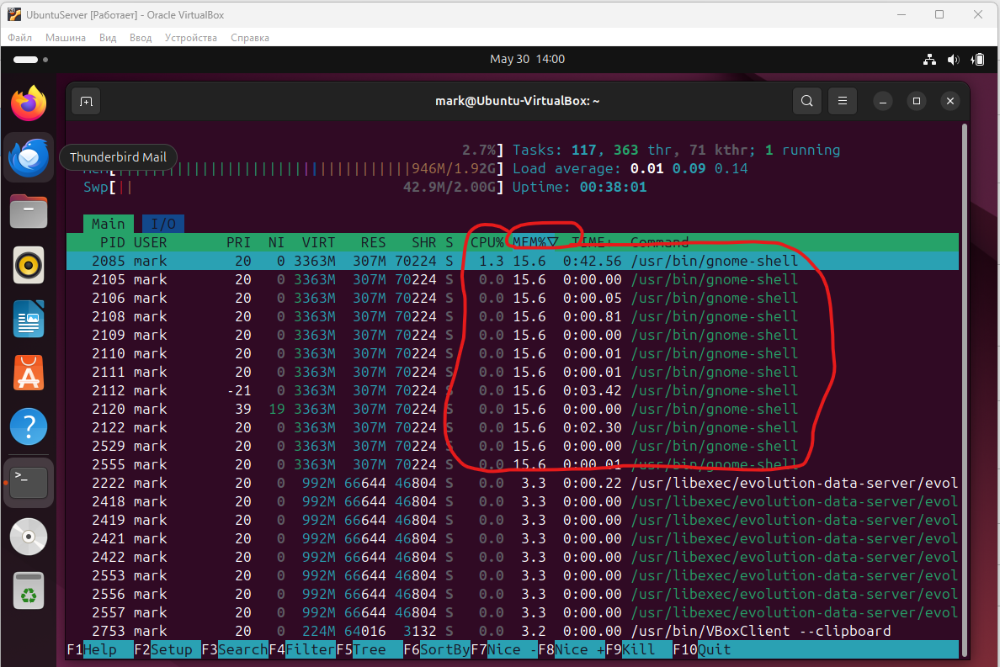 UbuntuServer [Работает] - Oracle VirtualBox
Файл Машина Вид Ввод Устройства Справка
May 30 14:00
mark@Ubuntu-VirtualBox: ~
Thunderbird Mail
2.7%] Tasks: 117, 363 thr, 71 kthr; 1 running
Mem[||||||||||||||||||||||||||||||||||||946M/1.92G] Load average: 0.01 0.09 0.14
Swp[|| 42.9M/2.00G] Uptime: 00:38:01
Main I/O
PID USER PRI NI VIRT RES SHR S CPU% MEM%▽ TIME+ Command
2085 mark 20 0 3363M 307M 70224 S 1.3 15.6 0:42.56 /usr/bin/gnome-shell
2105 mark 20 0 3363M 307M 70224 S 0.0 15.6 0:00.00 /usr/bin/gnome-shell
2106 mark 20 0 3363M 307M 70224 S 0.0 15.6 0:00.05 /usr/bin/gnome-shell
2108 mark 20 0 3363M 307M 70224 S 0.0 15.6 0:00.81 /usr/bin/gnome-shell
2109 mark 20 0 3363M 307M 70224 S 0.0 15.6 0:00.00 /usr/bin/gnome-shell
2110 mark 20 0 3363M 307M 70224 S 0.0 15.6 0:00.01 /usr/bin/gnome-shell
2111 mark 20 0 3363M 307M 70224 S 0.0 15.6 0:00.01 /usr/bin/gnome-shell
2112 mark -21 0 3363M 307M 70224 S 0.0 15.6 0:03.42 /usr/bin/gnome-shell
2120 mark 39 19 3363M 307M 70224 S 0.0 15.6 0:00.00 /usr/bin/gnome-shell
2122 mark 20 0 3363M 307M 70224 S 0.0 15.6 0:02.30 /usr/bin/gnome-shell
2529 mark 20 0 3363M 307M 70224 S 0.0 15.6 0:00.00 /usr/bin/gnome-shell
2555 mark 20 0 3363M 307M 70224 S 0.0 15.6 0:00.01 /usr/bin/gnome-shell
2222 mark 20 0 992M 66644 46804 S 0.0 3.3 0:00.22 /usr/libexec/evolution-data-server/evol
2418 mark 20 0 992M 66644 46804 S 0.0 3.3 0:00.00 /usr/libexec/evolution-data-server/evol
2419 mark 20 0 992M 66644 46804 S 0.0 3.3 0:00.00 /usr/libexec/evolution-data-server/evol
2421 mark 20 0 992M 66644 46804 S 0.0 3.3 0:00.00 /usr/libexec/evolution-data-server/evol
2422 mark 20 0 992M 66644 46804 S 0.0 3.3 0:00.00 /usr/libexec/evolution-data-server/evol
2553 mark 20 0 992M 66644 46804 S 0.0 3.3 0:00.00 /usr/libexec/evolution-data-server/evol
2556 mark 20 0 992M 66644 46804 S 0.0 3.3 0:00.00 /usr/libexec/evolution-data-server/evol
2557 mark 20 0 992M 66644 46804 S 0.0 3.3 0:00.00 /usr/libexec/evolution-data-server/evol
2753 mark 20 0 224M 64016 3132 S 0.0 3.2 0:00.00 /usr/bin/VBoxClient --clipboard
F1Help F2Setup F3SearchF4FilterF5Tree F6SortByF7Nice -F8Nice +F9Kill F10Quit